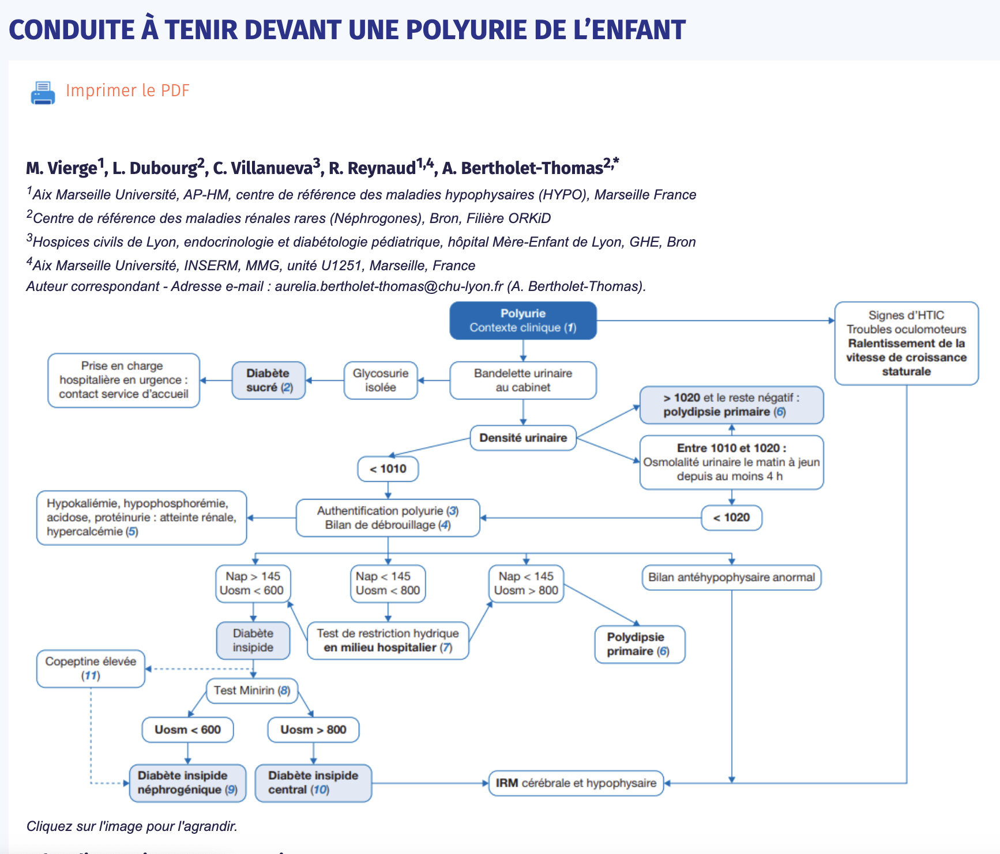 CONDUITE À TENIR DEVANT UNE POLYURIE DE L’ENFANT
Imprimer le PDF
M. Vierge1, L. Dubourg2, C. Villanueva3, R. Reynaud1,4, A. Bertholet-Thomas2,*
1Aix Marseille Université, AP-HM, centre de référence des maladies hypophysaires (HYPO), Marseille France
2Centre de référence des maladies rénales rares (Néphrogones), Bron, Filière ORKiD
3Hospices civils de Lyon, endocrinologie et diabétologie pédiatrique, hôpital Mère-Enfant de Lyon, GHE, Bron
4Aix Marseille Université, INSERM, MMG, unité U1251, Marseille, France
Auteur correspondant - Adresse e-mail : aurelia.bertholet-thomas@chu-lyon.fr (A. Bertholet-Thomas).
Polyurie
Contexte clinique (1)
Signes d’HTIC
Troubles oculomoteurs
Ralentissement de la
vitesse de croissance
staturale
Prise en charge
hospitalière en urgence :
contact service d’accueil
Diabète
sucré (2)
Glycosurie
isolée
Bandelette urinaire
au cabinet
> 1020 et le reste négatif :
polydipsie primaire (6)
Densité urinaire
Entre 1010 et 1020 :
Osmolalité urinaire le matin à jeun
depuis au moins 4 h
< 1010
Hypokaliémie, hypophosphorémie,
acidose, protéinurie : atteinte rénale,
hypercalcémie (5)
Authentification polyurie (3)
Bilan de débrouillage (4)
< 1020
Nap > 145
Uosm < 600
Nap < 145
Uosm < 800
Nap < 145
Uosm > 800
Bilan antéhypophysaire anormal
Diabète
insipide
Test de restriction hydrique
en milieu hospitalier (7)
Polydipsie
primaire (6)
Copeptine élevée
(11)
Test Minirin (8)
Uosm < 600
Uosm > 800
Diabète insipide
néphrogénique (9)
Diabète insipide
central (10)
IRM cérébrale et hypophysaire
Cliquez sur l'image pour l'agrandir.